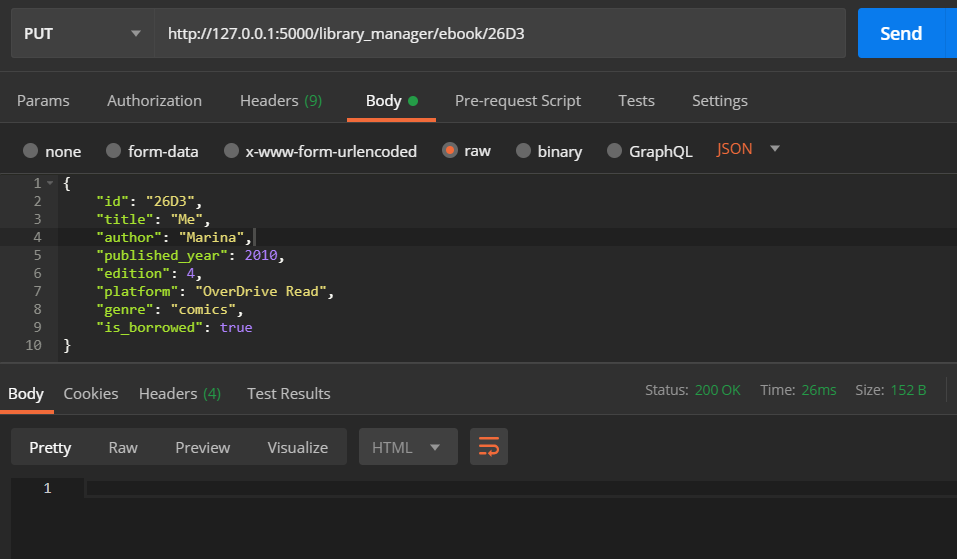 PUT http://127.0.0.1:5000/library_manager/ebook/26D3 Send
Params Authorization Headers (9) Body Pre-request Script Tests Settings
none form-data x-www-form-urlencoded raw binary GraphQL JSON
1 {
2 "id": "26D3",
3 "title": "Me",
4 "author": "Marina",
5 "published_year": 2010,
6 "edition": 4,
7 "platform": "OverDrive Read",
8 "genre": "comics",
9 "is_borrowed": true
10 }
Body Cookies Headers (4) Test Results Status: 200 OK Time: 26ms Size: 152 B
Pretty Raw Preview Visualize HTML
1